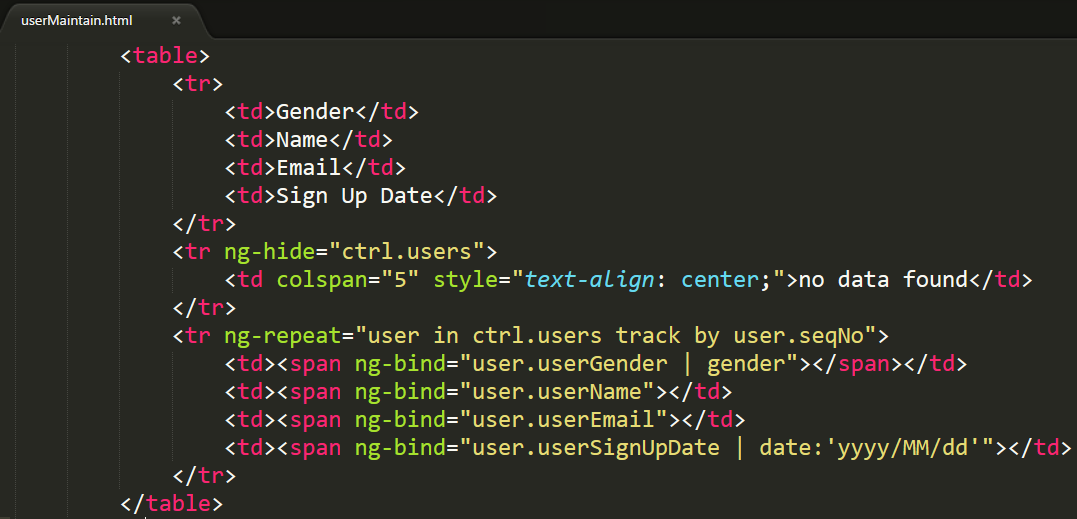 userMaintain.html ×
<table>
<tr>
<td>Gender</td>
<td>Name</td>
<td>Email</td>
<td>Sign Up Date</td>
</tr>
<tr ng-hide="ctrl.users">
<td colspan="5" style="text-align: center;">no data found</td>
</tr>
<tr ng-repeat="user in ctrl.users track by user.seqNo">
<td><span ng-bind="user.userGender | gender"></span></td>
<td><span ng-bind="user.userName"></td>
<td><span ng-bind="user.userEmail"></td>
<td><span ng-bind="user.userSignUpDate | date:'yyyy/MM/dd'"></td>
</tr>
</table>